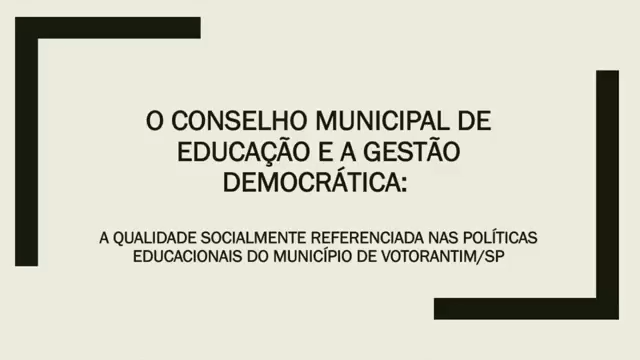 O CONSELHO MUNICIPAL DE
EDUCAÇÃO E A GESTÃO
DEMOCRÁTICA:
A QUALIDADE SOCIALMENTE REFERENCIADA NAS POLÍTICAS
EDUCACIONAIS DO MUNICÍPIO DE VOTORANTIM/SP